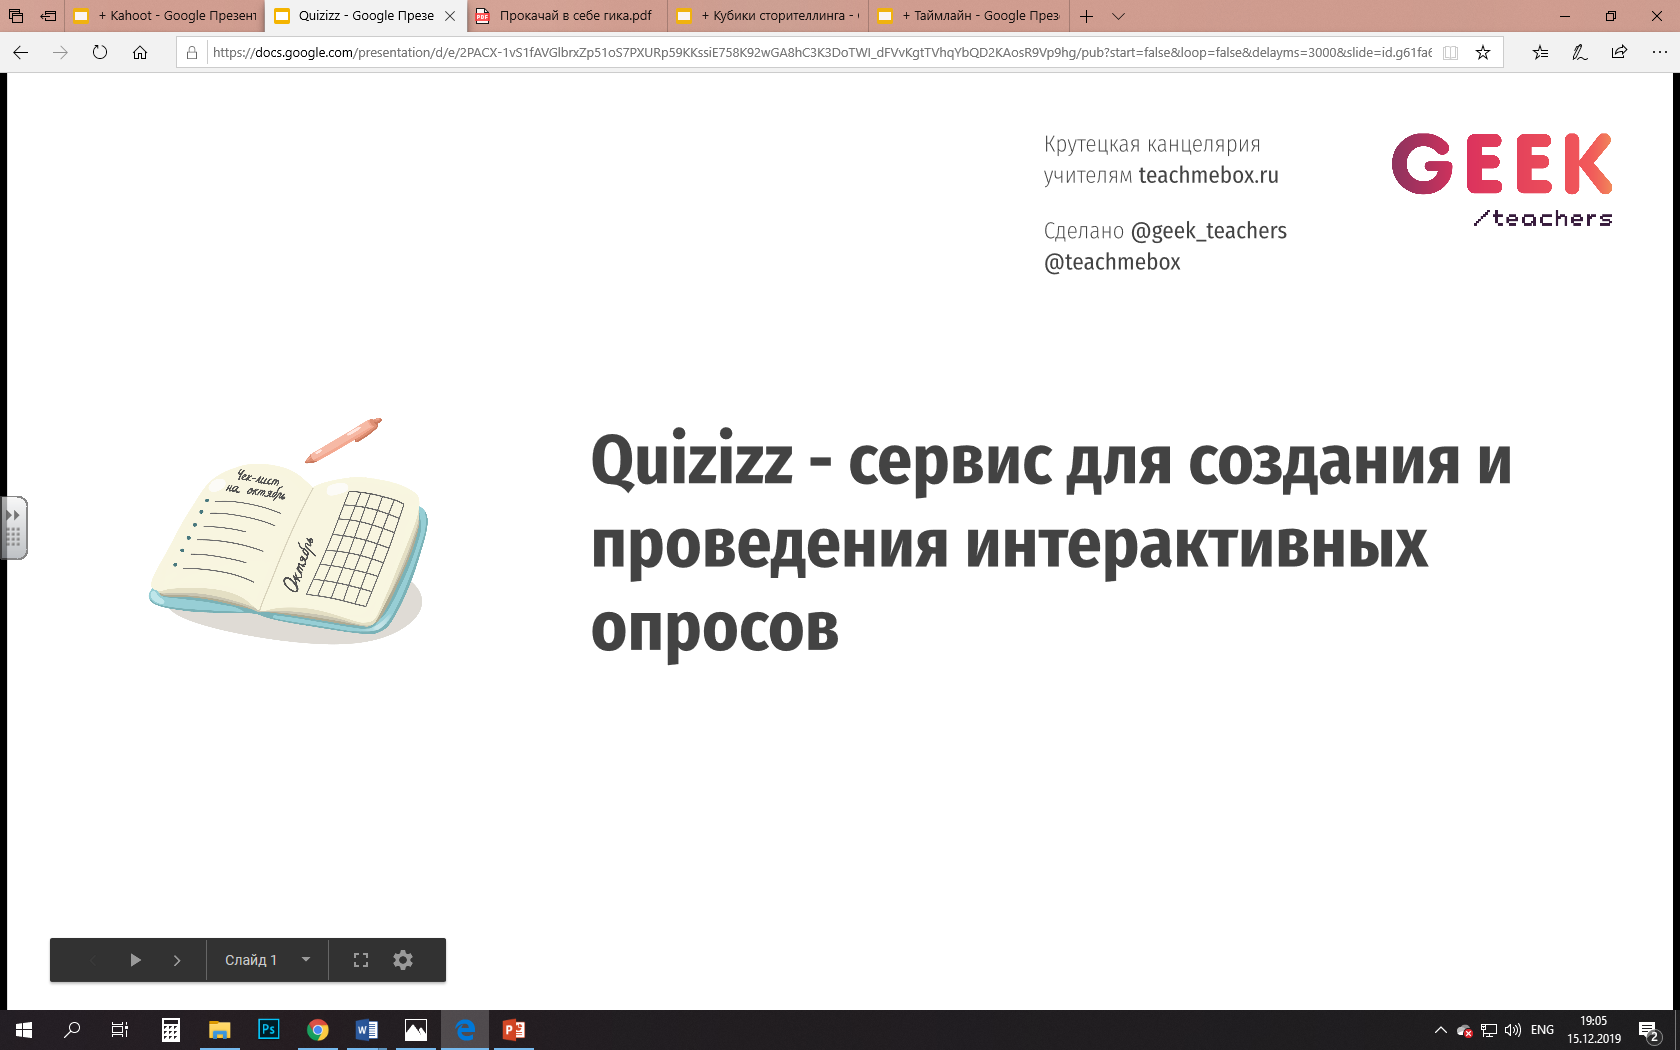 + Kahoot - Google Презент
Quizizz - Google Презе
Прокачай в себе гика.pdf
+ Кубики сторителлинга -
+ Таймлайн - Google През
https://docs.google.com/presentation/d/e/2PACX-1vS1fAVGlbrxZp51oS7PXURp59KKssiE758K92wGA8hC3K3DoTWI_dFVvKgtTVhqYbQD2KAosR9Vp9hg/pub?start=false&loop=false&delayms=3000&slide=id.g61fa6
Крутецкая канцелярия
учителям teachmebox.ru
Сделано @geek_teachers
@teachmebox
GEEK
/teachers
Чек-лист
на октябрь
Октябрь
Quizizz - сервис для создания и
проведения интерактивных
опросов
Слайд 1
Ps
ENG
19:05
15.12.2019
2